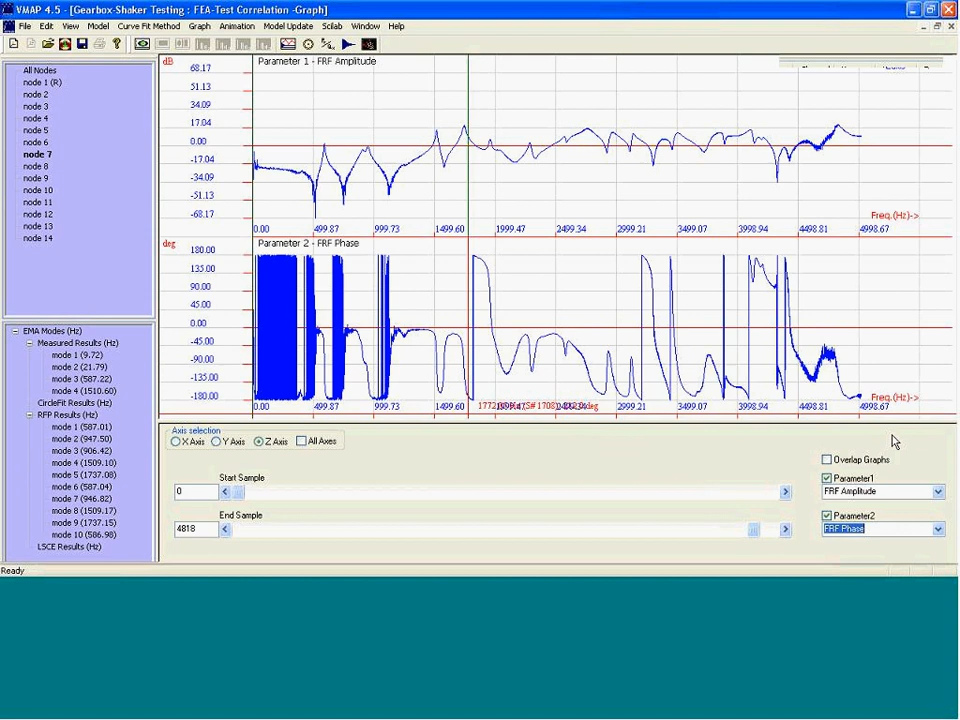 VMAP 4.5 - [Gearbox-Shaker Testing : FEA-Test Correlation -Graph]
File Edit View Model Curve Fit Method Graph Animation Model Update Scilab Window Help
All Nodes
node 1 (R)
node 2
node 3
node 4
node 5
node 6
node 7
node 8
node 9
node 10
node 11
node 12
node 13
node 14
EMA Modes (Hz)
Measured Results (Hz)
mode 1 (9.72)
mode 2 (21.79)
mode 3 (587.22)
mode 4 (1510.60)
CircleFit Results (Hz)
RFP Results (Hz)
mode 1 (587.01)
mode 2 (947.50)
mode 3 (906.42)
mode 4 (1509.10)
mode 5 (1737.08)
mode 6 (587.04)
mode 7 (946.82)
mode 8 (1509.17)
mode 9 (1737.15)
mode 10 (586.98)
LSCE Results (Hz)
dB
Parameter 1 - FRF Amplitude
68.17
51.13
34.09
17.04
0.00
-17.04
-34.09
-51.13
-68.17
Freq.(Hz)->
0.00 499.87 999.73 1499.60 1999.47 2499.34 2999.21 3499.07 3998.94 4498.81 4998.67
deg
Parameter 2 - FRF Phase
180.00
135.00
90.00
45.00
0.00
-45.00
-90.00
-135.00
-180.00
Freq.(Hz)->
0.00 499.87 999.73 1499.60 2999.21 3499.07 3998.94 4498.81 4998.67
Axis selection
X Axis Y Axis Z Axis All Axes
Start Sample
0
End Sample
4818
Overlap Graphs
Parameter1
FRF Amplitude
Parameter2
FRF Phase
Ready